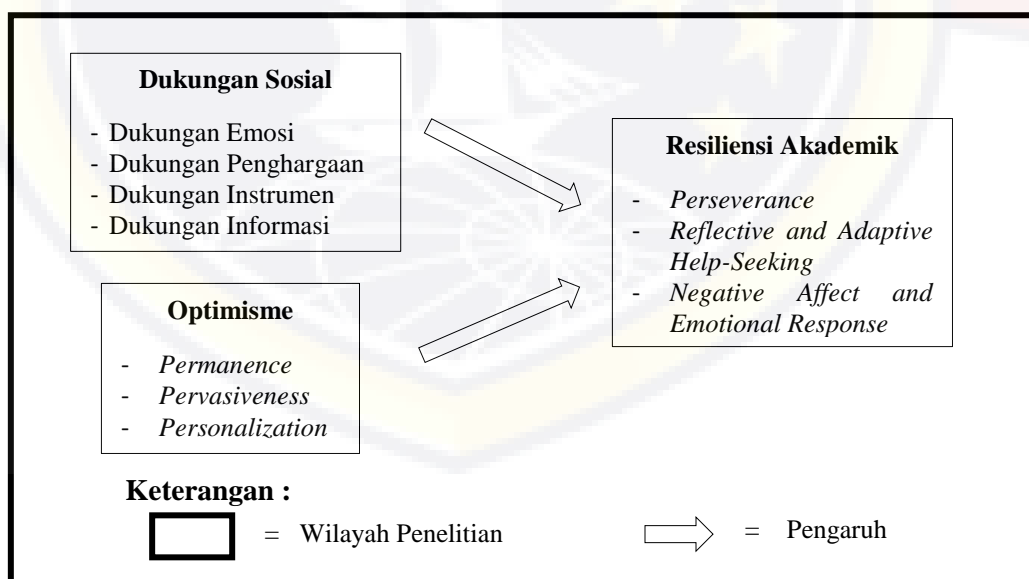 Dukungan Sosial
- Dukungan Emosi
- Dukungan Penghargaan
- Dukungan Instrumen
- Dukungan Informasi
Optimisme
- Permanence
- Pervasiveness
- Personalization
Resiliensi Akademik
- Perseverance
- Reflective and Adaptive
Help-Seeking
- Negative Affect and
Emotional Response
Keterangan :
= Wilayah Penelitian
= Pengaruh